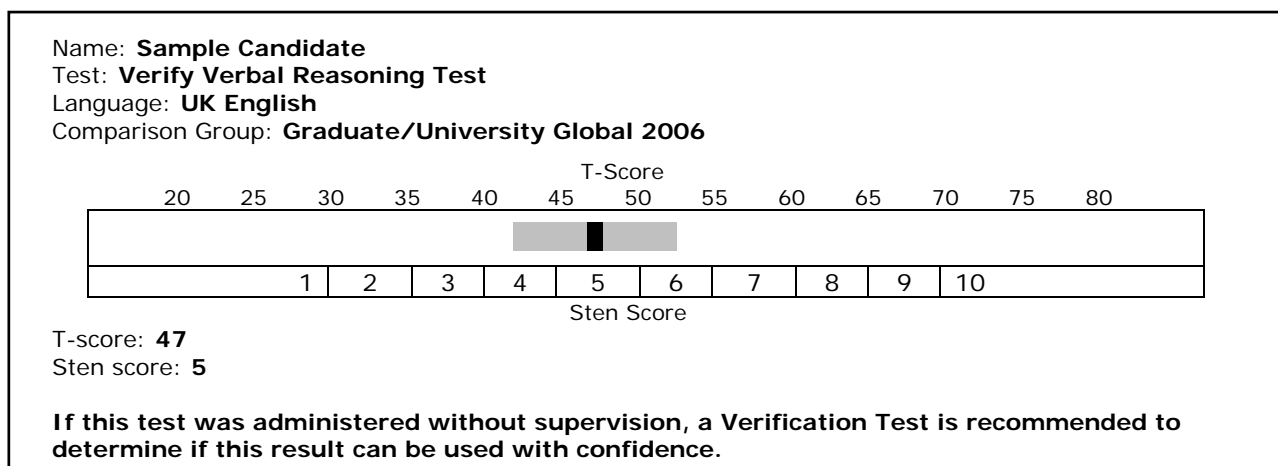 Name: Sample Candidate
Test: Verify Verbal Reasoning Test
Language: UK English
Comparison Group: Graduate/University Global 2006
T-Score
20 25 30 35 40 45 50 55 60 65 70 75 80
1 2 3 4 5 6 7 8 9 10
Sten Score
T-score: 47
Sten score: 5
If this test was administered without supervision, a Verification Test is recommended to
determine if this result can be used with confidence.